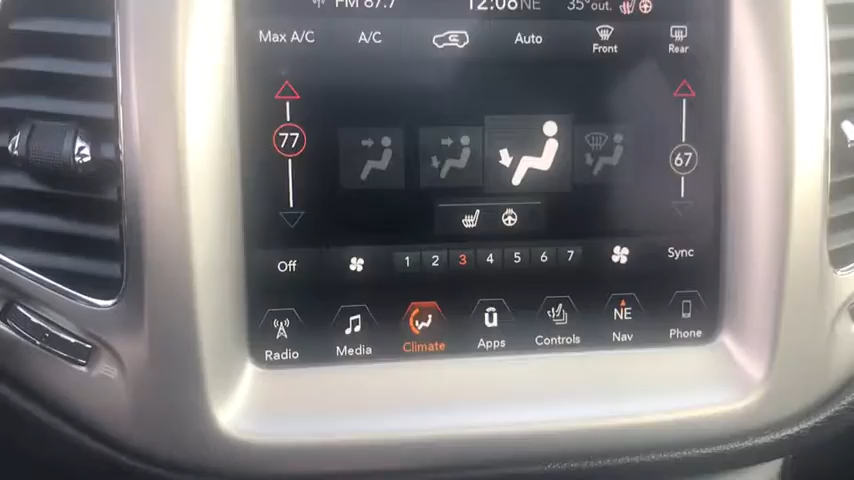 FM 87.7 12:08 NE 35° out.
Max A/C A/C Auto Front Rear
77 67
Off 1 2 3 4 5 6 7 Sync
NE
Radio Media Climate Apps Controls Nav Phone